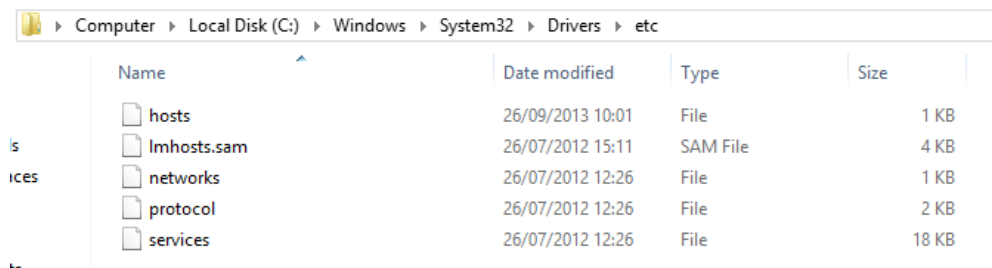 Computer Local Disk (C:) Windows System32 Drivers etc
Name Date modified Type Size
hosts 26/09/2013 10:01 File 1 KB
lmhosts.sam 26/07/2012 15:11 SAM File 4 KB
networks 26/07/2012 12:26 File 1 KB
protocol 26/07/2012 12:26 File 2 KB
services 26/07/2012 12:26 File 18 KB